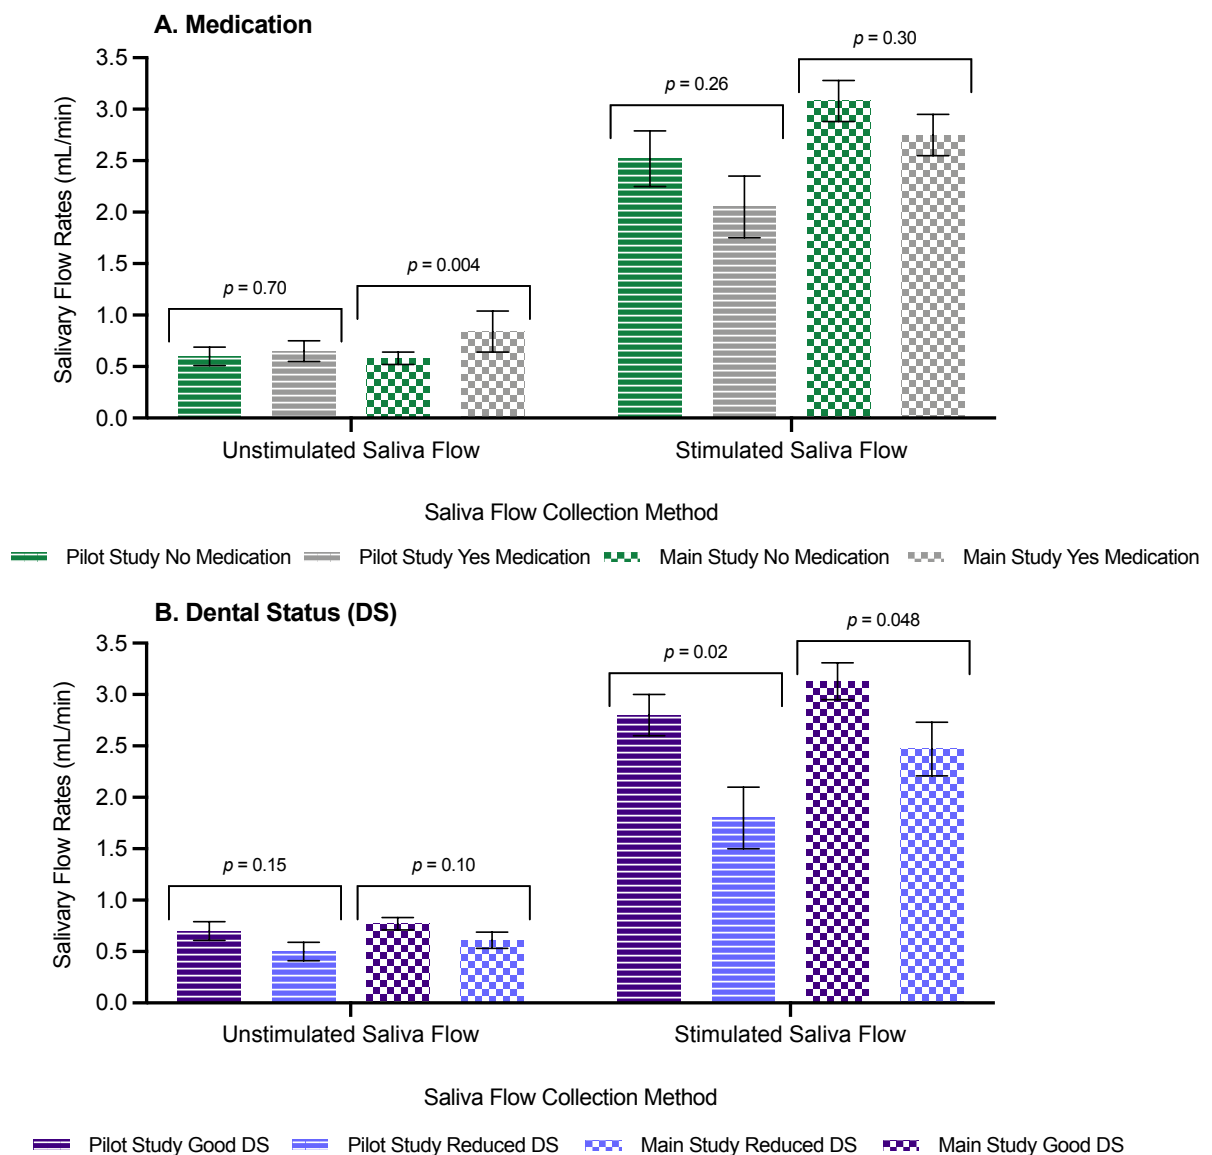 A. Medication
Salivary Flow Rates (mL/min)
3.5
3.0
2.5
2.0
1.5
1.0
0.5
0.0
p = 0.70
p = 0.004
p = 0.26
p = 0.30
Unstimulated Saliva Flow
Stimulated Saliva Flow
Saliva Flow Collection Method
Pilot Study No Medication
Pilot Study Yes Medication
Main Study No Medication
Main Study Yes Medication
B. Dental Status (DS)
Salivary Flow Rates (mL/min)
3.5
3.0
2.5
2.0
1.5
1.0
0.5
0.0
p = 0.15
p = 0.10
p = 0.02
p = 0.048
Unstimulated Saliva Flow
Stimulated Saliva Flow
Saliva Flow Collection Method
Pilot Study Good DS
Pilot Study Reduced DS
Main Study Reduced DS
Main Study Good DS